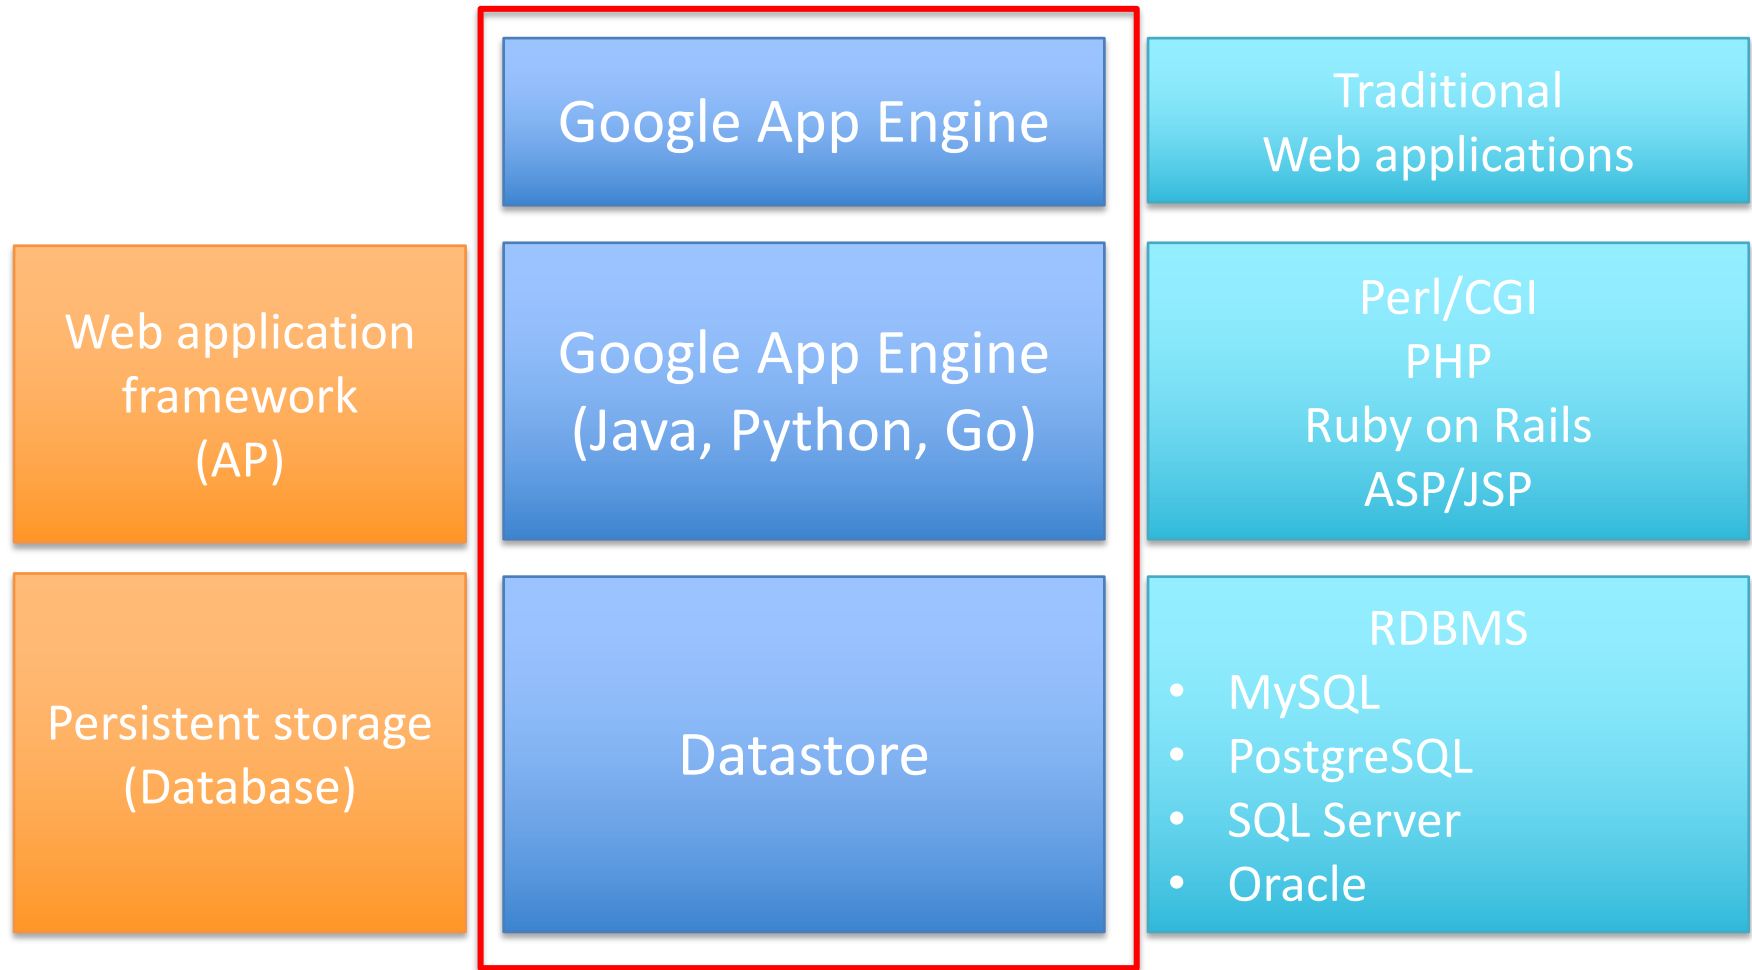 Google App Engine
Traditional
Web applications
Web application
framework
(AP)
Google App Engine
(Java, Python, Go)
Perl/CGI
PHP
Ruby on Rails
ASP/JSP
Persistent storage
(Database)
Datastore
RDBMS
• MySQL
• PostgreSQL
• SQL Server
• Oracle